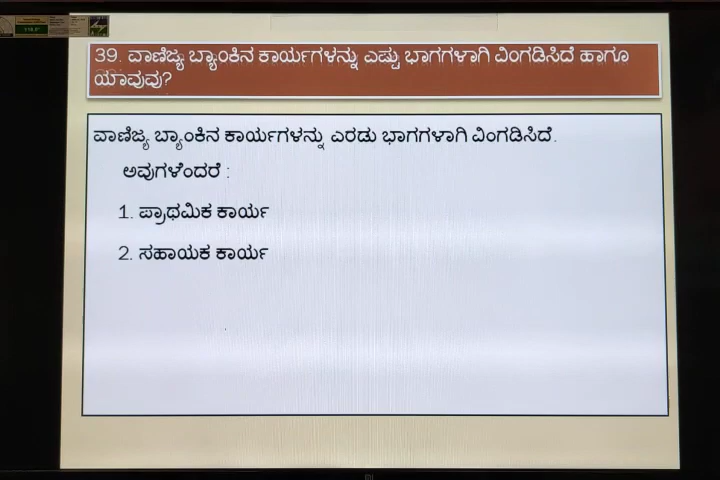 39. ವಾಣಿಜ್ಯ ಬ್ಯಾಂಕಿನ ಕಾರ್ಯಗಳನ್ನು ಎಷ್ಟು ಭಾಗಗಳಾಗಿ ವಿಂಗಡಿಸಿದೆ ಹಾಗೂ
ಯಾವುವು?
ವಾಣಿಜ್ಯ ಬ್ಯಾಂಕಿನ ಕಾರ್ಯಗಳನ್ನು ಎರಡು ಭಾಗಗಳಾಗಿ ವಿಂಗಡಿಸಿದೆ.
ಅವುಗಳೆಂದರೆ :
1. ಪ್ರಾಥಮಿಕ ಕಾರ್ಯ
2. ಸಹಾಯಕ ಕಾರ್ಯ